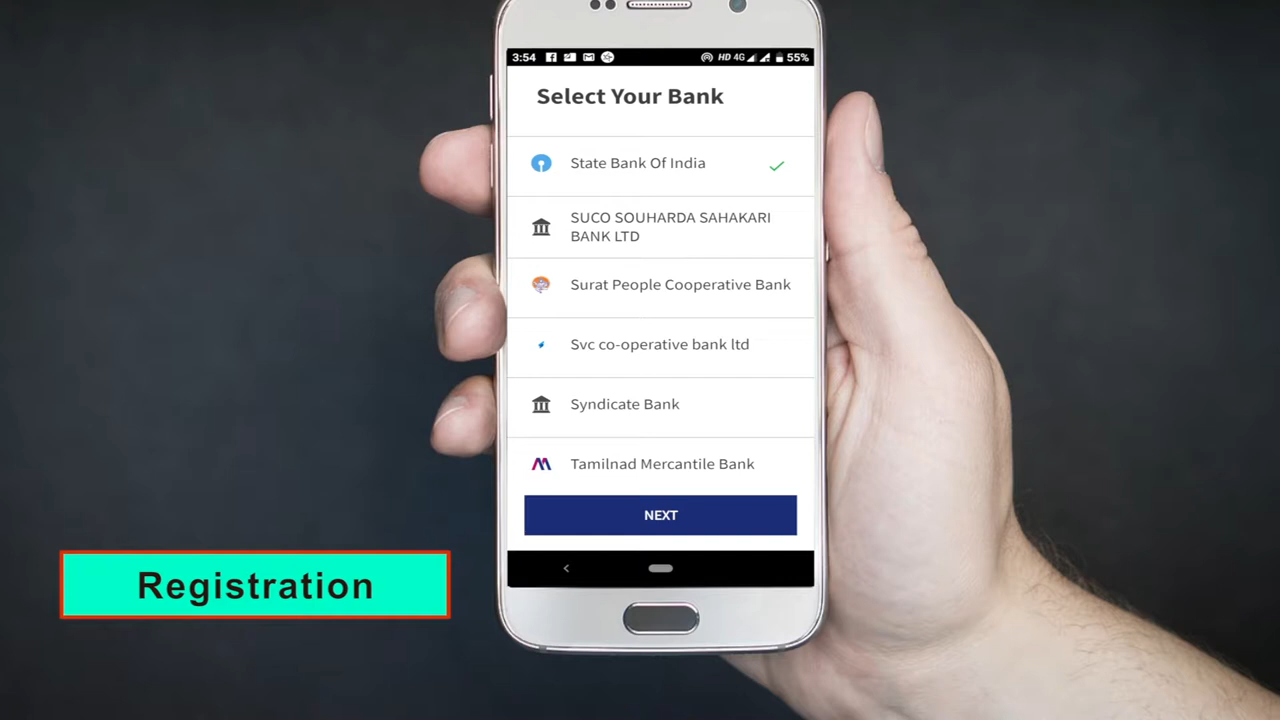 3:54 HD 4G 55%
Select Your Bank
State Bank Of India
SUCO SOUHARDA SAHAKARI
BANK LTD
Surat People Cooperative Bank
Svc co-operative bank ltd
Syndicate Bank
Tamilnad Mercantile Bank
NEXT
Registration